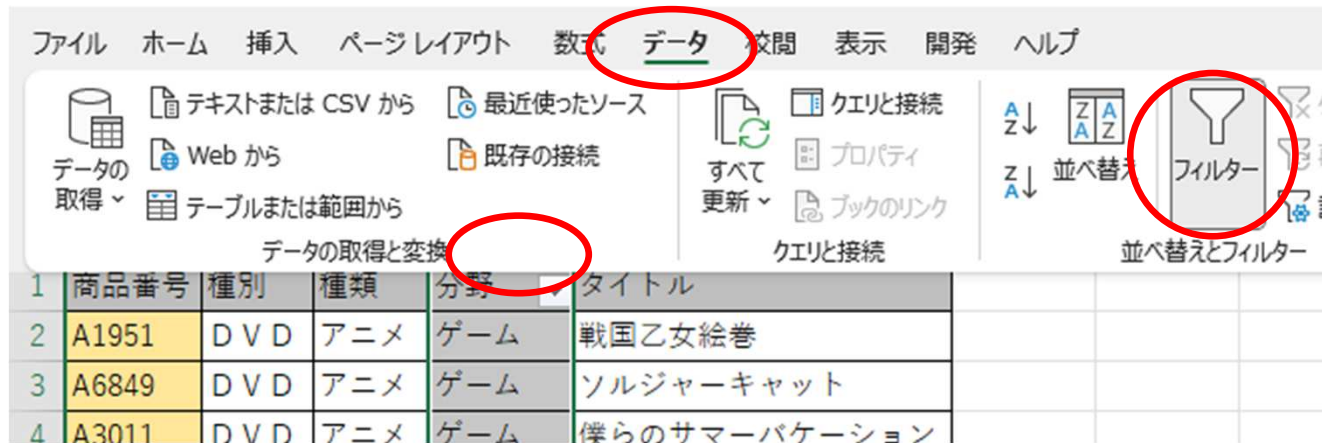 ファイル ホーム 挿入 ページ レイアウト 数式 データ 校閲 表示 開発 ヘルプ
データの取得
テキストまたは CSV から
Web から
テーブルまたは範囲から
最近使ったソース
既存の接続
データの取得と変換
すべて更新
クエリと接続
プロパティ
ブックのリンク
クエリと接続
並べ替え
フィルター
並べ替えとフィルター
1 商品番号 種別 種類 分野 タイトル
2 A1951 ＤＶＤ アニメ ゲーム 戦国乙女絵巻
3 A6849 ＤＶＤ アニメ ゲーム ソルジャーキャット
4 A3011 ＤＶＤ アニメ ゲーム 僕らのサマーバケーション